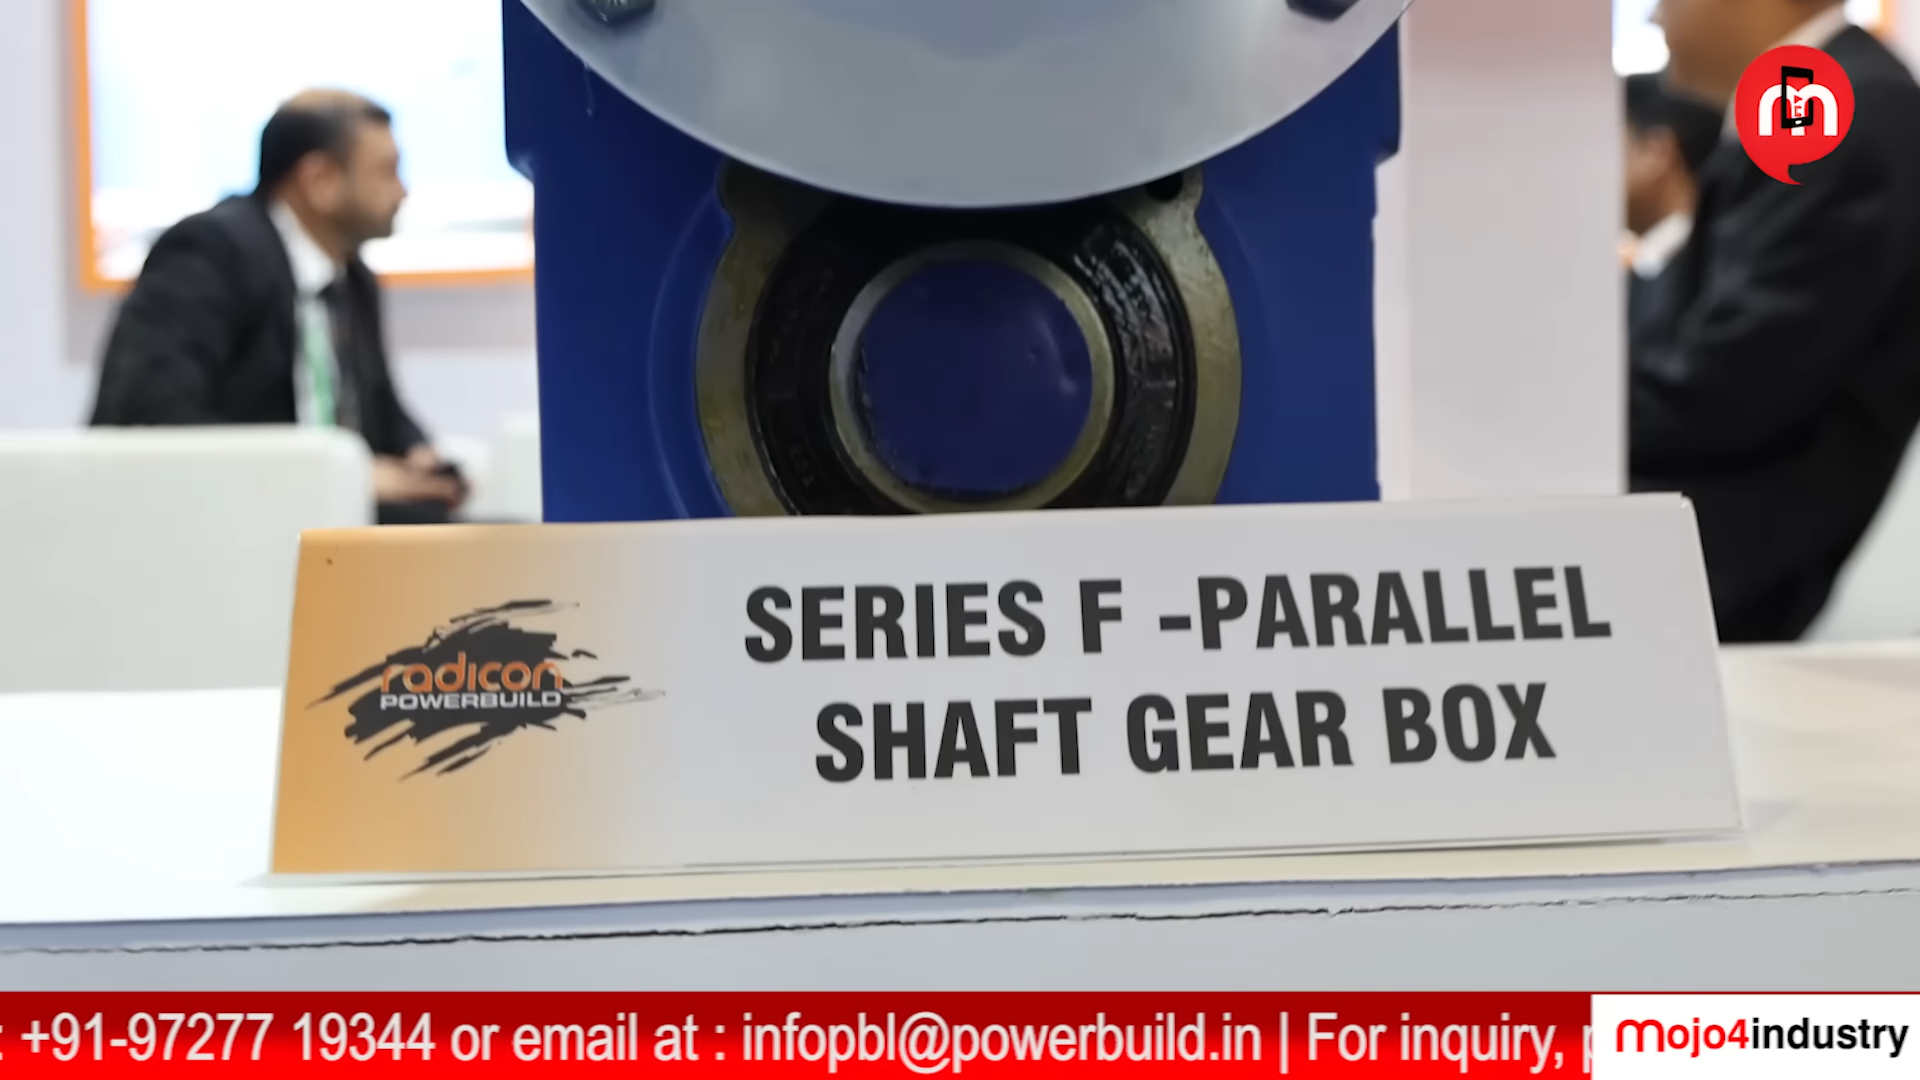 SERIES F -PARALLEL
SHAFT GEAR BOX
radicon
POWERBUILD
: +91-97277 19344 or email at : infopbl@powerbuild.in | For inquiry, p
mojo4industry